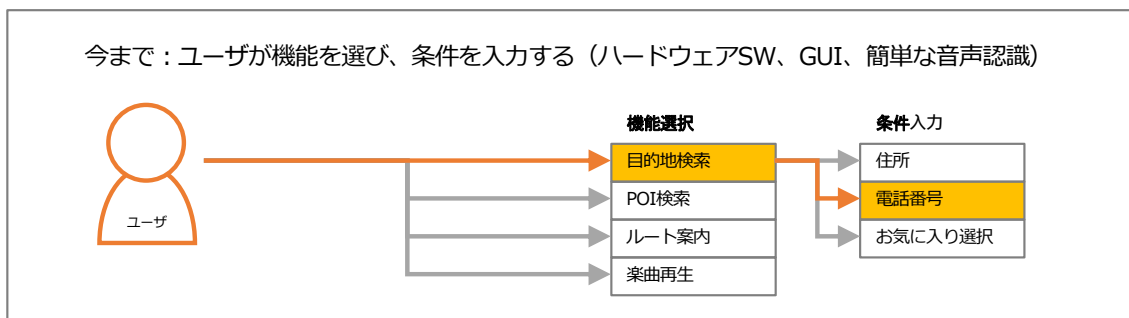 今まで：ユーザが機能を選び、条件を入力する（ハードウェアSW、GUI、簡単な音声認識）
機能選択
条件入力
ユーザ
目的地検索
POI検索
ルート案内
楽曲再生
住所
電話番号
お気に入り選択